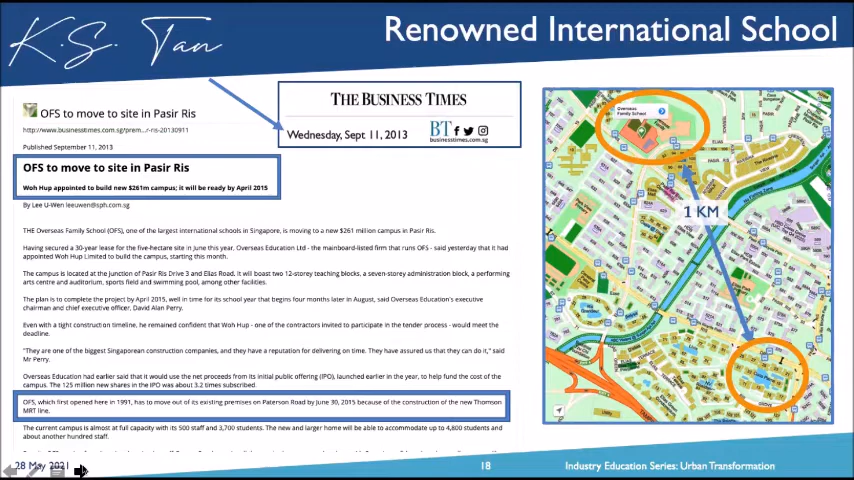 K.S. Tan
Renowned International School
OFS to move to site in Pasir Ris
http://www.businesstimes.com.sg/prem...r-ris-20130911
Published September 11, 2013
THE BUSINESS TIMES
Wednesday, Sept 11, 2013
BT
businesstimes.com.sg
OFS to move to site in Pasir Ris
Woh Hup appointed to build new $261m campus; it will be ready by April 2015
By Lee U-Wen leeuwen@sph.com.sg
THE Overseas Family School (OFS), one of the largest international schools in Singapore, is moving to a new $261 million campus in Pasir Ris.
Having secured a 30-year lease for the five-hectare site in June this year, Overseas Education Ltd - the mainboard-listed firm that runs OFS - said yesterday that it had
appointed Woh Hup Limited to build the campus, starting this month.
The campus is located at the junction of Pasir Ris Drive 3 and Elias Road. It will boast two 12-storey teaching blocks, a seven-storey administration block, a performing
arts centre and auditorium, sports field and swimming pool, among other facilities.
The plan is to complete the project by April 2015, well in time for its school year that begins four months later in August, said Overseas Education's executive
chairman and chief executive officer, David Alan Perry.
Even with a tight construction timeline, he remained confident that Woh Hup - one of the contractors invited to participate in the tender process - would meet the
deadline.
"They are one of the biggest Singaporean construction companies, and they have a reputation for delivering on time. They have assured us that they can do it," said
Mr Perry.
Overseas Education had earlier said that it would use the net proceeds from its initial public offering (IPO), launched earlier in the year, to help fund the cost of the
campus. The 125 million new shares in the IPO was about 3.2 times subscribed.
OFS, which first opened here in 1991, has to move out of its existing premises on Paterson Road by June 30, 2015 because of the construction of the new Thomson
MRT line.
The current campus is almost at full capacity with its 500 staff and 3,700 students. The new and larger home will be able to accommodate up to 4,800 students and
about another hundred staff.
Overseas
Family School
1 KM
28 May 2021
18
Industry Education Series: Urban Transformation